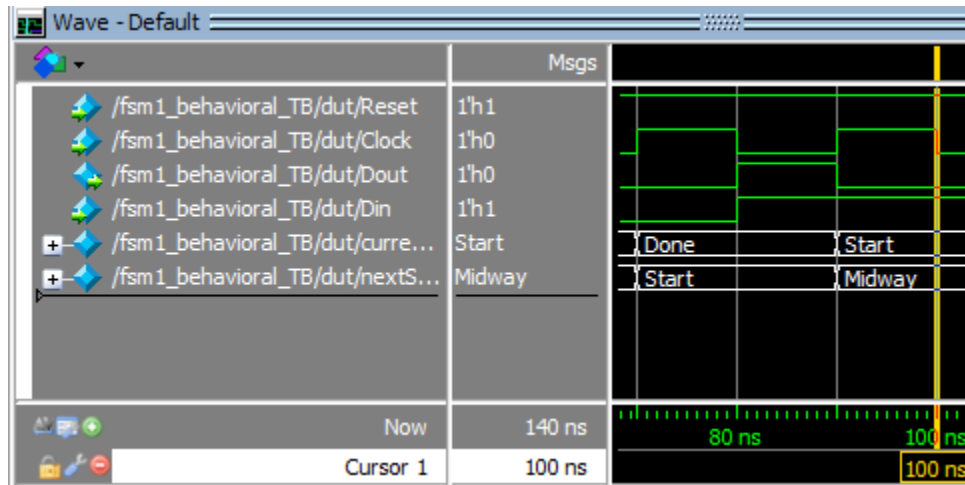 Wave - Default
Msgs
/fsm1_behavioral_TB/dut/Reset 1'h1
/fsm1_behavioral_TB/dut/Clock 1'h0
/fsm1_behavioral_TB/dut/Dout 1'h0
/fsm1_behavioral_TB/dut/Din 1'h1
/fsm1_behavioral_TB/dut/curre... Start Done Start
/fsm1_behavioral_TB/dut/nextS... Midway Start Midway
Now 140 ns 80 ns 100 ns
Cursor 1 100 ns 100 ns